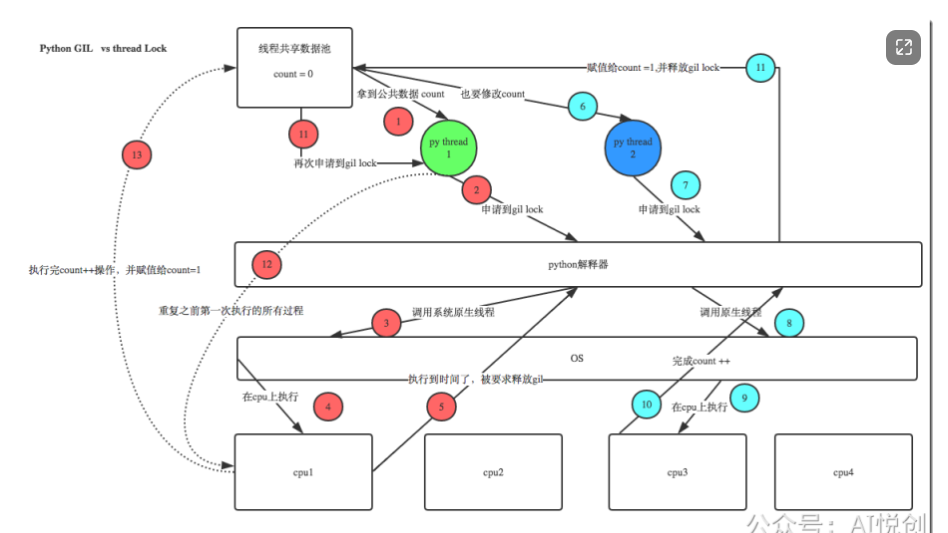 Python GIL vs thread Lock
线程共享数据池
count = 0
赋值给count =1,并释放gil lock
11
拿到公共数据 count
也要修改count
6
1
11
13
py thread
1
py thread
2
再次申请到gil lock
2
7
申请到gil lock
申请到gil lock
12
python解释器
执行完count++操作，并赋值给count=1
重复之前第一次执行的所有过程
3
调用系统原生线程
调用原生线程
8
OS
完成count ++
执行到时间了，被要求释放gil
在cpu上执行
4
5
10
在cpu上执行
9
cpu1
cpu2
cpu3
cpu4
公众号：AI悦创